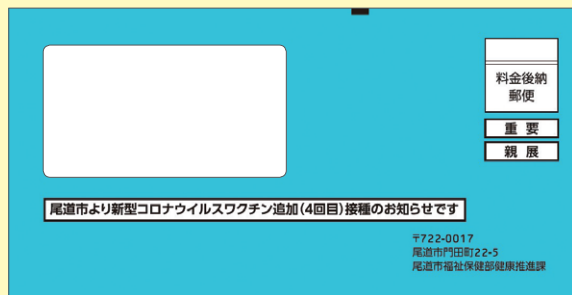 料金後納
郵便
重要
親展
尾道市より新型コロナウイルスワクチン追加(4回目)接種のお知らせです
〒722-0017
尾道市門田町22-5
尾道市福祉保健部健康推進課